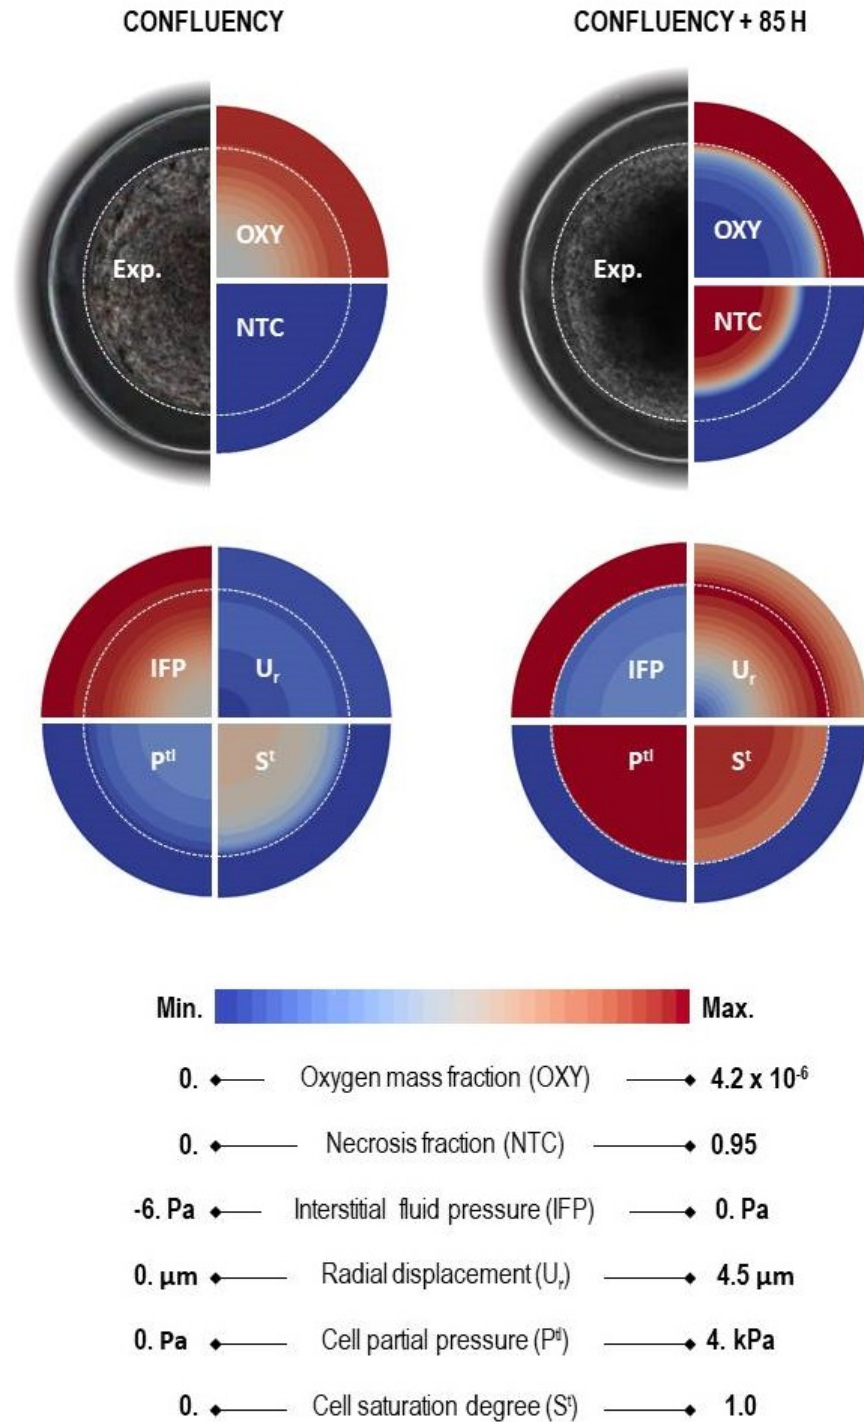 CONFLUENCY
CONFLUENCY + 85 H
Exp.
OXY
NTC
Exp.
OXY
NTC
IFP
Uᵣ
Pᵗˡ
Sᵗ
IFP
Uᵣ
Pᵗˡ
Sᵗ
Min. Max.
0. Oxygen mass fraction (OXY) 4.2 x 10⁻⁶
0. Necrosis fraction (NTC) 0.95
-6. Pa Interstitial fluid pressure (IFP) 0. Pa
0. μm Radial displacement (Uᵣ) 4.5 μm
0. Pa Cell partial pressure (Pᵗˡ) 4. kPa
0. Cell saturation degree (Sᵗ) 1.0